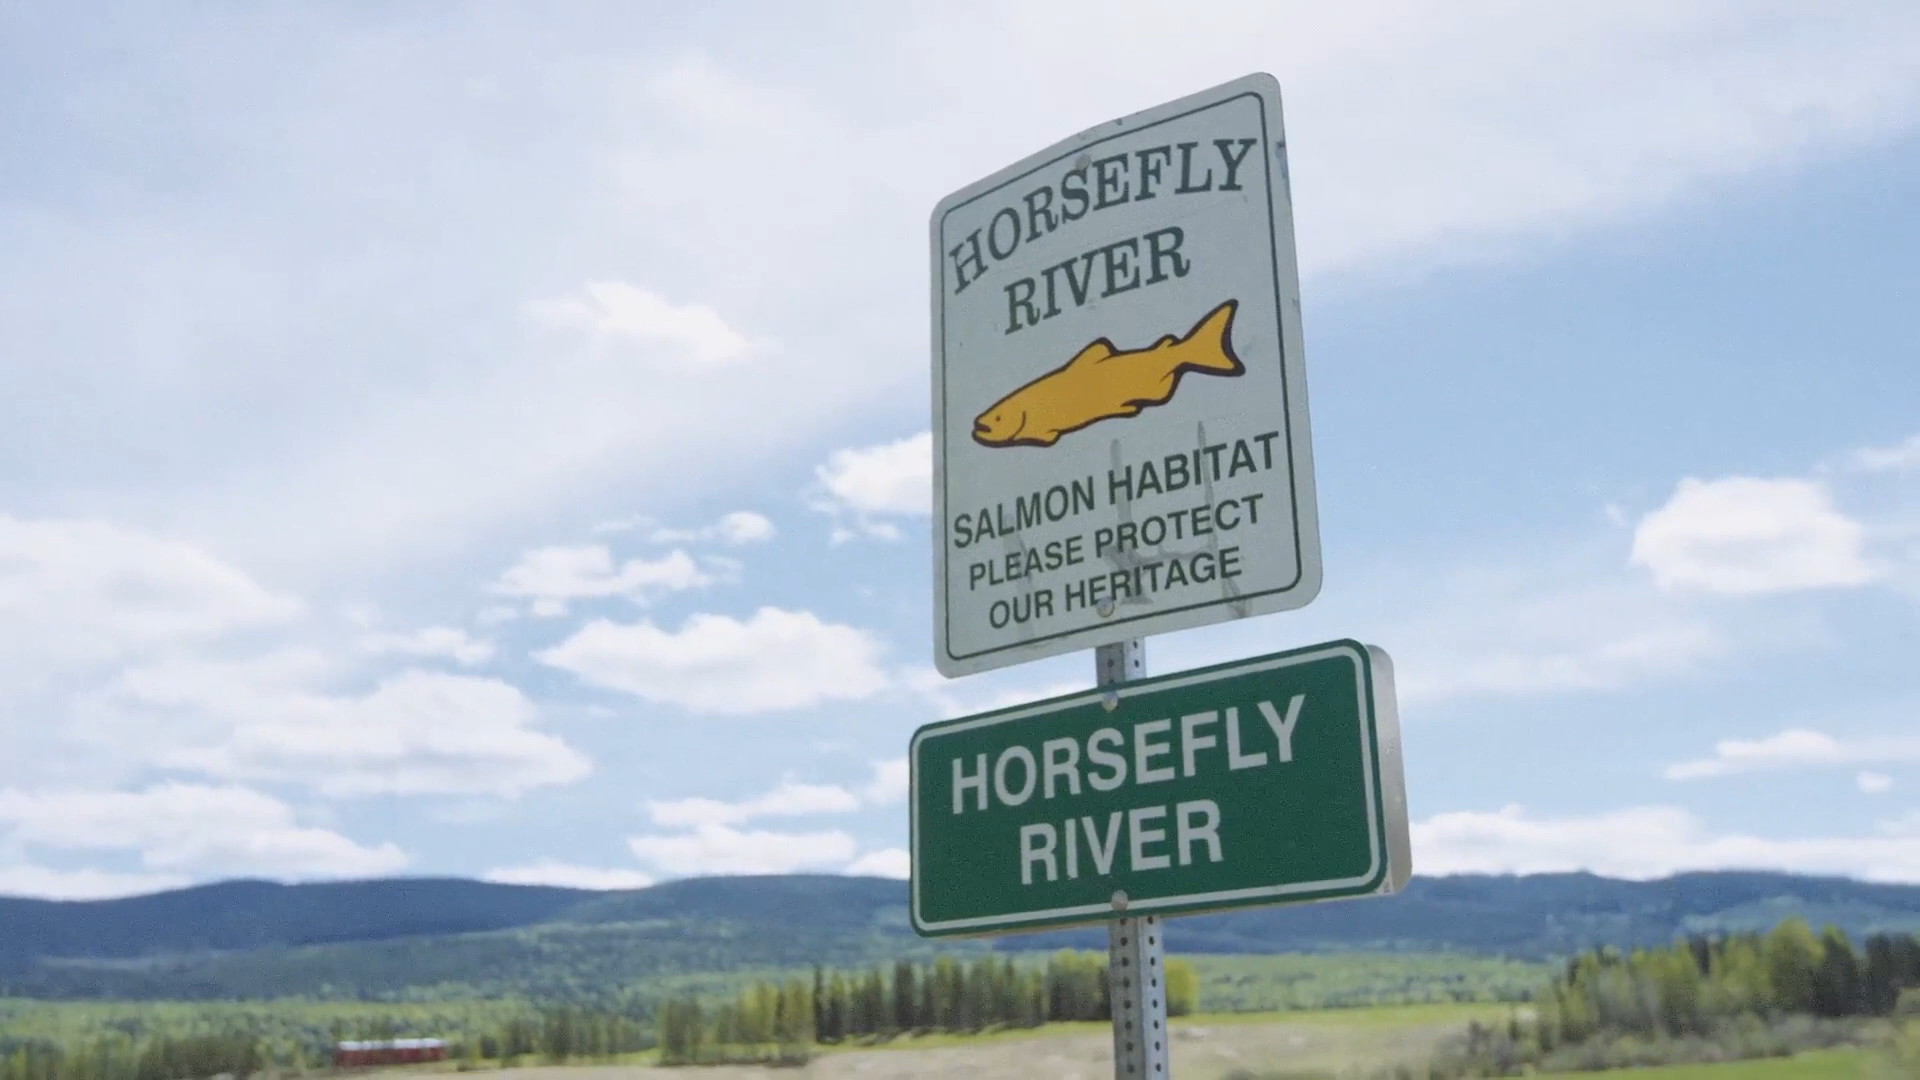 HORSEFLY
RIVER
SALMON HABITAT
PLEASE PROTECT
OUR HERITAGE
HORSEFLY
RIVER